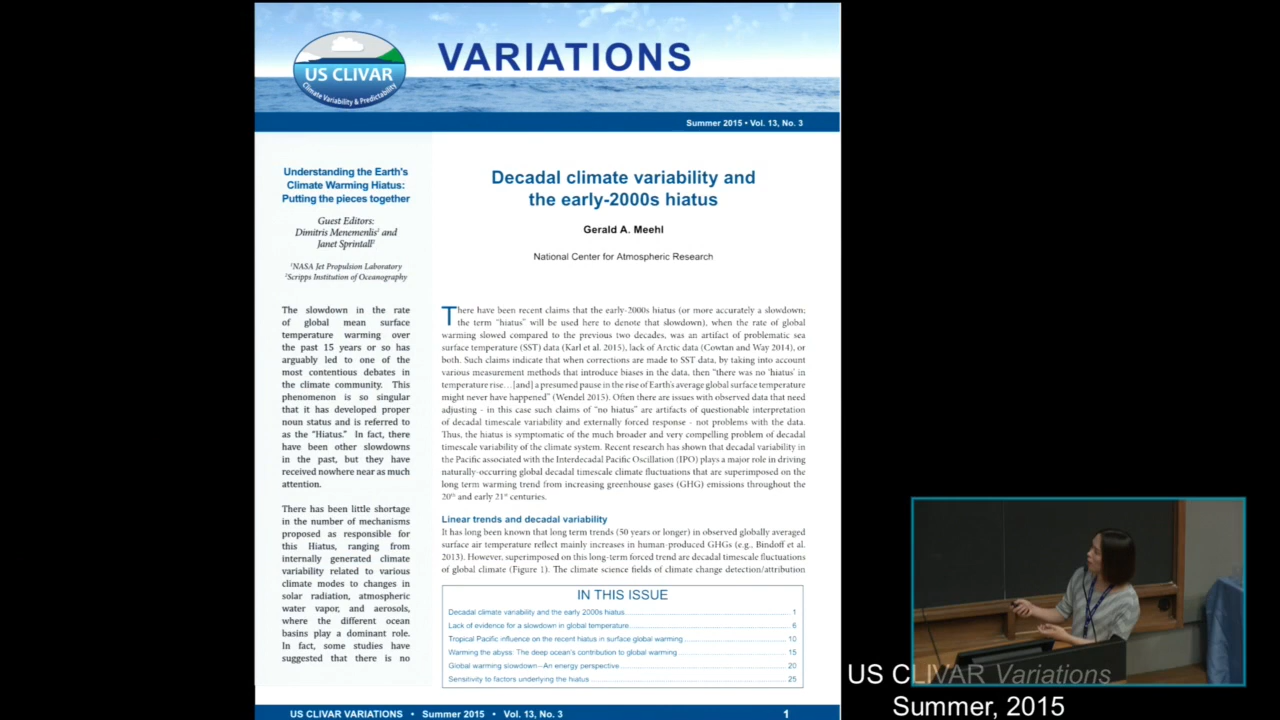 US CLIVAR
Climate Variability & Predictability
VARIATIONS
Summer 2015 • Vol. 13, No. 3
Understanding the Earth's
Climate Warming Hiatus:
Putting the pieces together
Guest Editors:
Dimitris Menemenlis¹ and
Janet Sprintall²
¹NASA Jet Propulsion Laboratory
²Scripps Institution of Oceanography
The slowdown in the rate
of global mean surface
temperature warming over
the past 15 years or so has
arguably led to one of the
most contentious debates in
the climate community. This
phenomenon is so singular
that it has developed proper
noun status and is referred to
as the "Hiatus." In fact, there
have been other slowdowns
in the past, but they have
received nowhere near as much
attention.
There has been little shortage
in the number of mechanisms
proposed as responsible for
this Hiatus, ranging from
internally generated climate
variability related to various
climate modes to changes in
solar radiation, atmospheric
water vapor, and aerosols,
where the different ocean
basins play a dominant role.
In fact, some studies have
suggested that there is no
Decadal climate variability and
the early-2000s hiatus
Gerald A. Meehl
National Center for Atmospheric Research
There have been recent claims that the early-2000s hiatus (or more accurately a slowdown;
the term "hiatus" will be used here to denote that slowdown), when the rate of global
warming slowed compared to the previous two decades, was an artifact of problematic sea
surface temperature (SST) data (Karl et al. 2015), lack of Arctic data (Cowtan and Way 2014), or
both. Such claims indicate that when corrections are made to SST data, by taking into account
various measurement methods that introduce biases in the data, then "there was no 'hiatus' in
temperature rise…[and] a presumed pause in the rise of Earth's average global surface temperature
might never have happened" (Wendel 2015). Often there are issues with observed data that need
adjusting - in this case such claims of "no hiatus" are artifacts of questionable interpretation
of decadal timescale variability and externally forced response - not problems with the data.
Thus, the hiatus is symptomatic of the much broader and very compelling problem of decadal
timescale variability of the climate system. Recent research has shown that decadal variability in
the Pacific associated with the Interdecadal Pacific Oscillation (IPO) plays a major role in driving
naturally-occurring global decadal timescale climate fluctuations that are superimposed on the
long term warming trend from increasing greenhouse gases (GHG) emissions throughout the
20th and early 21st centuries.
Linear trends and decadal variability
It has long been known that long term trends (50 years or longer) in observed globally averaged
surface air temperature reflect mainly increases in human-produced GHGs (e.g., Bindoff et al.
2013). However, superimposed on this long-term forced trend are decadal timescale fluctuations
of global climate (Figure 1). The climate science fields of climate change detection/attribution
IN THIS ISSUE
Decadal climate variability and the early 2000s hiatus 1
Lack of evidence for a slowdown in global temperature 6
Tropical Pacific influence on the recent hiatus in surface global warming 10
Warming the abyss: The deep ocean's contribution to global warming 15
Global warming slowdown—An energy perspective 20
Sensitivity to factors underlying the hiatus 25
US CLIVAR VARIATIONS • Summer 2015 • Vol. 13, No. 3 1
US CLIVAR Variations
Summer, 2015